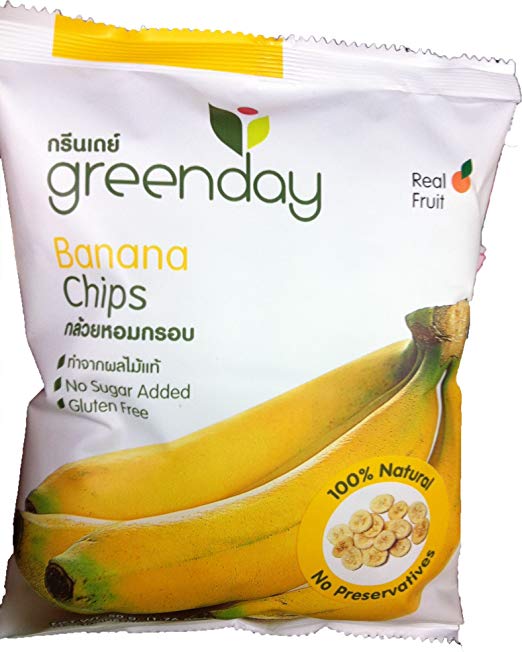 กรีนเดย์
greenday
Real
Fruit
Banana
Chips
กล้วยหอมกรอบ
ทำจากผลไม้แท้
No Sugar Added
Gluten Free
100% Natural
No Preservatives